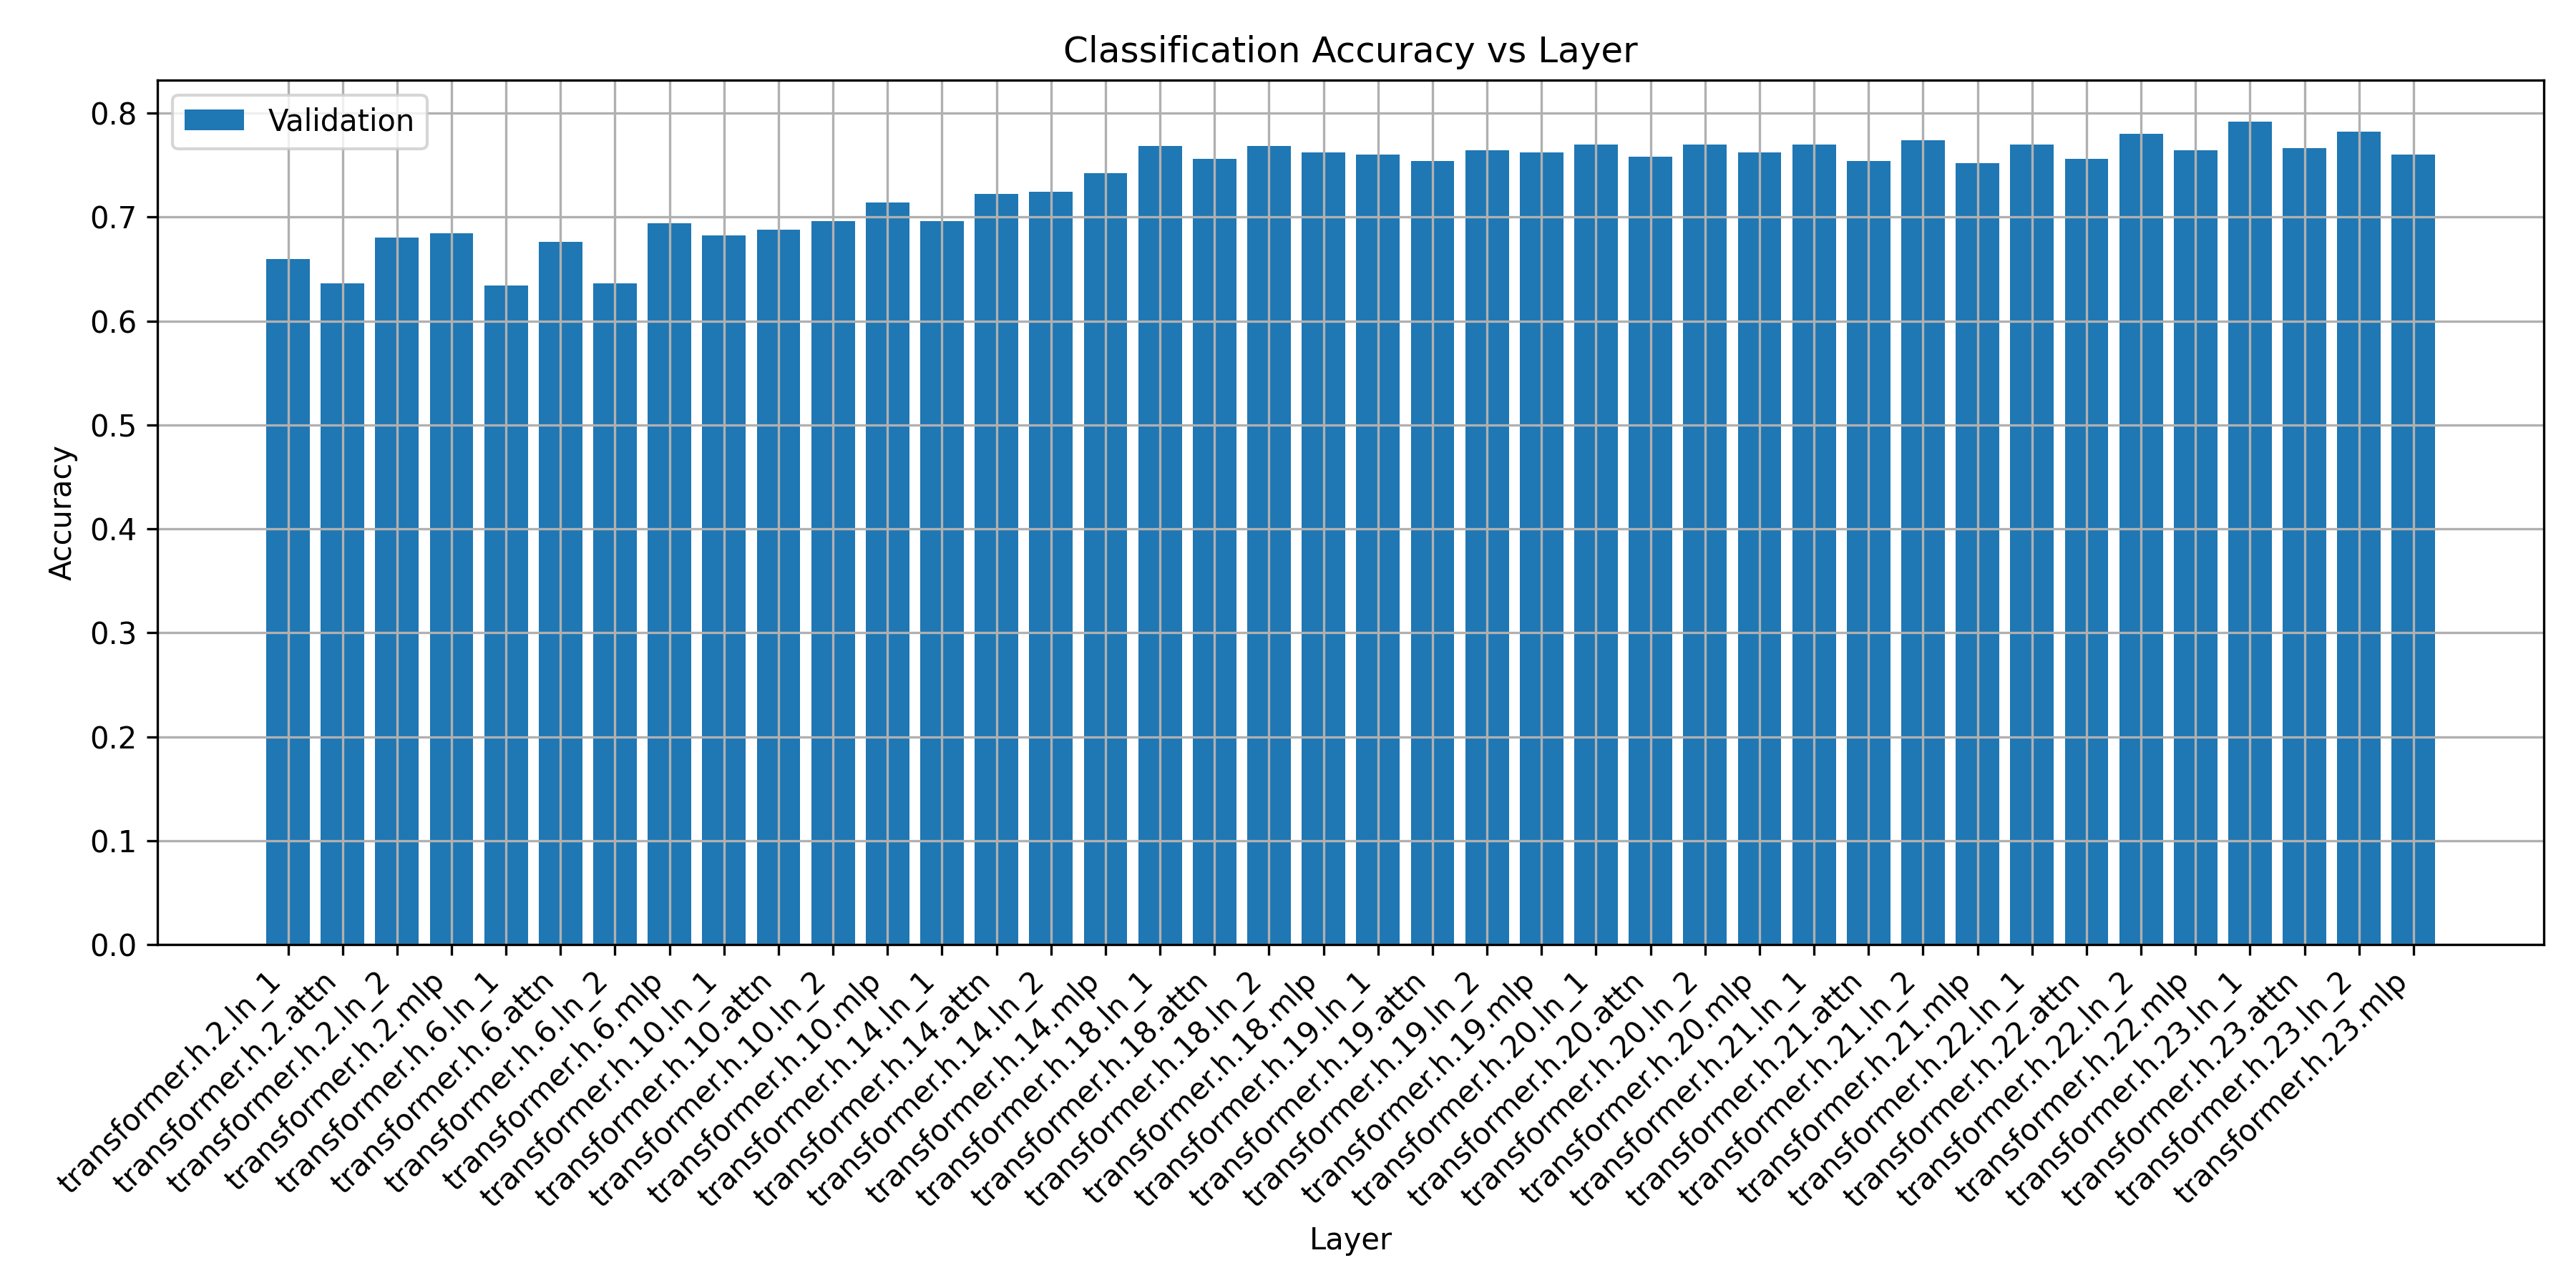 Classification Accuracy vs Layer
Validation
0.8
0.7
0.6
0.5
0.4
0.3
0.2
0.1
0.0
Accuracy
transformer.h.2.ln_1
transformer.h.2.attn
transformer.h.2.ln_2
transformer.h.2.mlp
transformer.h.6.ln_1
transformer.h.6.attn
transformer.h.6.ln_2
transformer.h.6.mlp
transformer.h.10.ln_1
transformer.h.10.attn
transformer.h.10.ln_2
transformer.h.10.mlp
transformer.h.14.ln_1
transformer.h.14.attn
transformer.h.14.ln_2
transformer.h.14.mlp
transformer.h.18.ln_1
transformer.h.18.attn
transformer.h.18.ln_2
transformer.h.18.mlp
transformer.h.19.ln_1
transformer.h.19.attn
transformer.h.19.ln_2
transformer.h.19.mlp
transformer.h.20.ln_1
transformer.h.20.attn
transformer.h.20.ln_2
transformer.h.20.mlp
transformer.h.21.ln_1
transformer.h.21.attn
transformer.h.21.ln_2
transformer.h.21.mlp
transformer.h.22.ln_1
transformer.h.22.attn
transformer.h.22.ln_2
transformer.h.22.mlp
transformer.h.23.ln_1
transformer.h.23.attn
transformer.h.23.ln_2
transformer.h.23.mlp
Layer